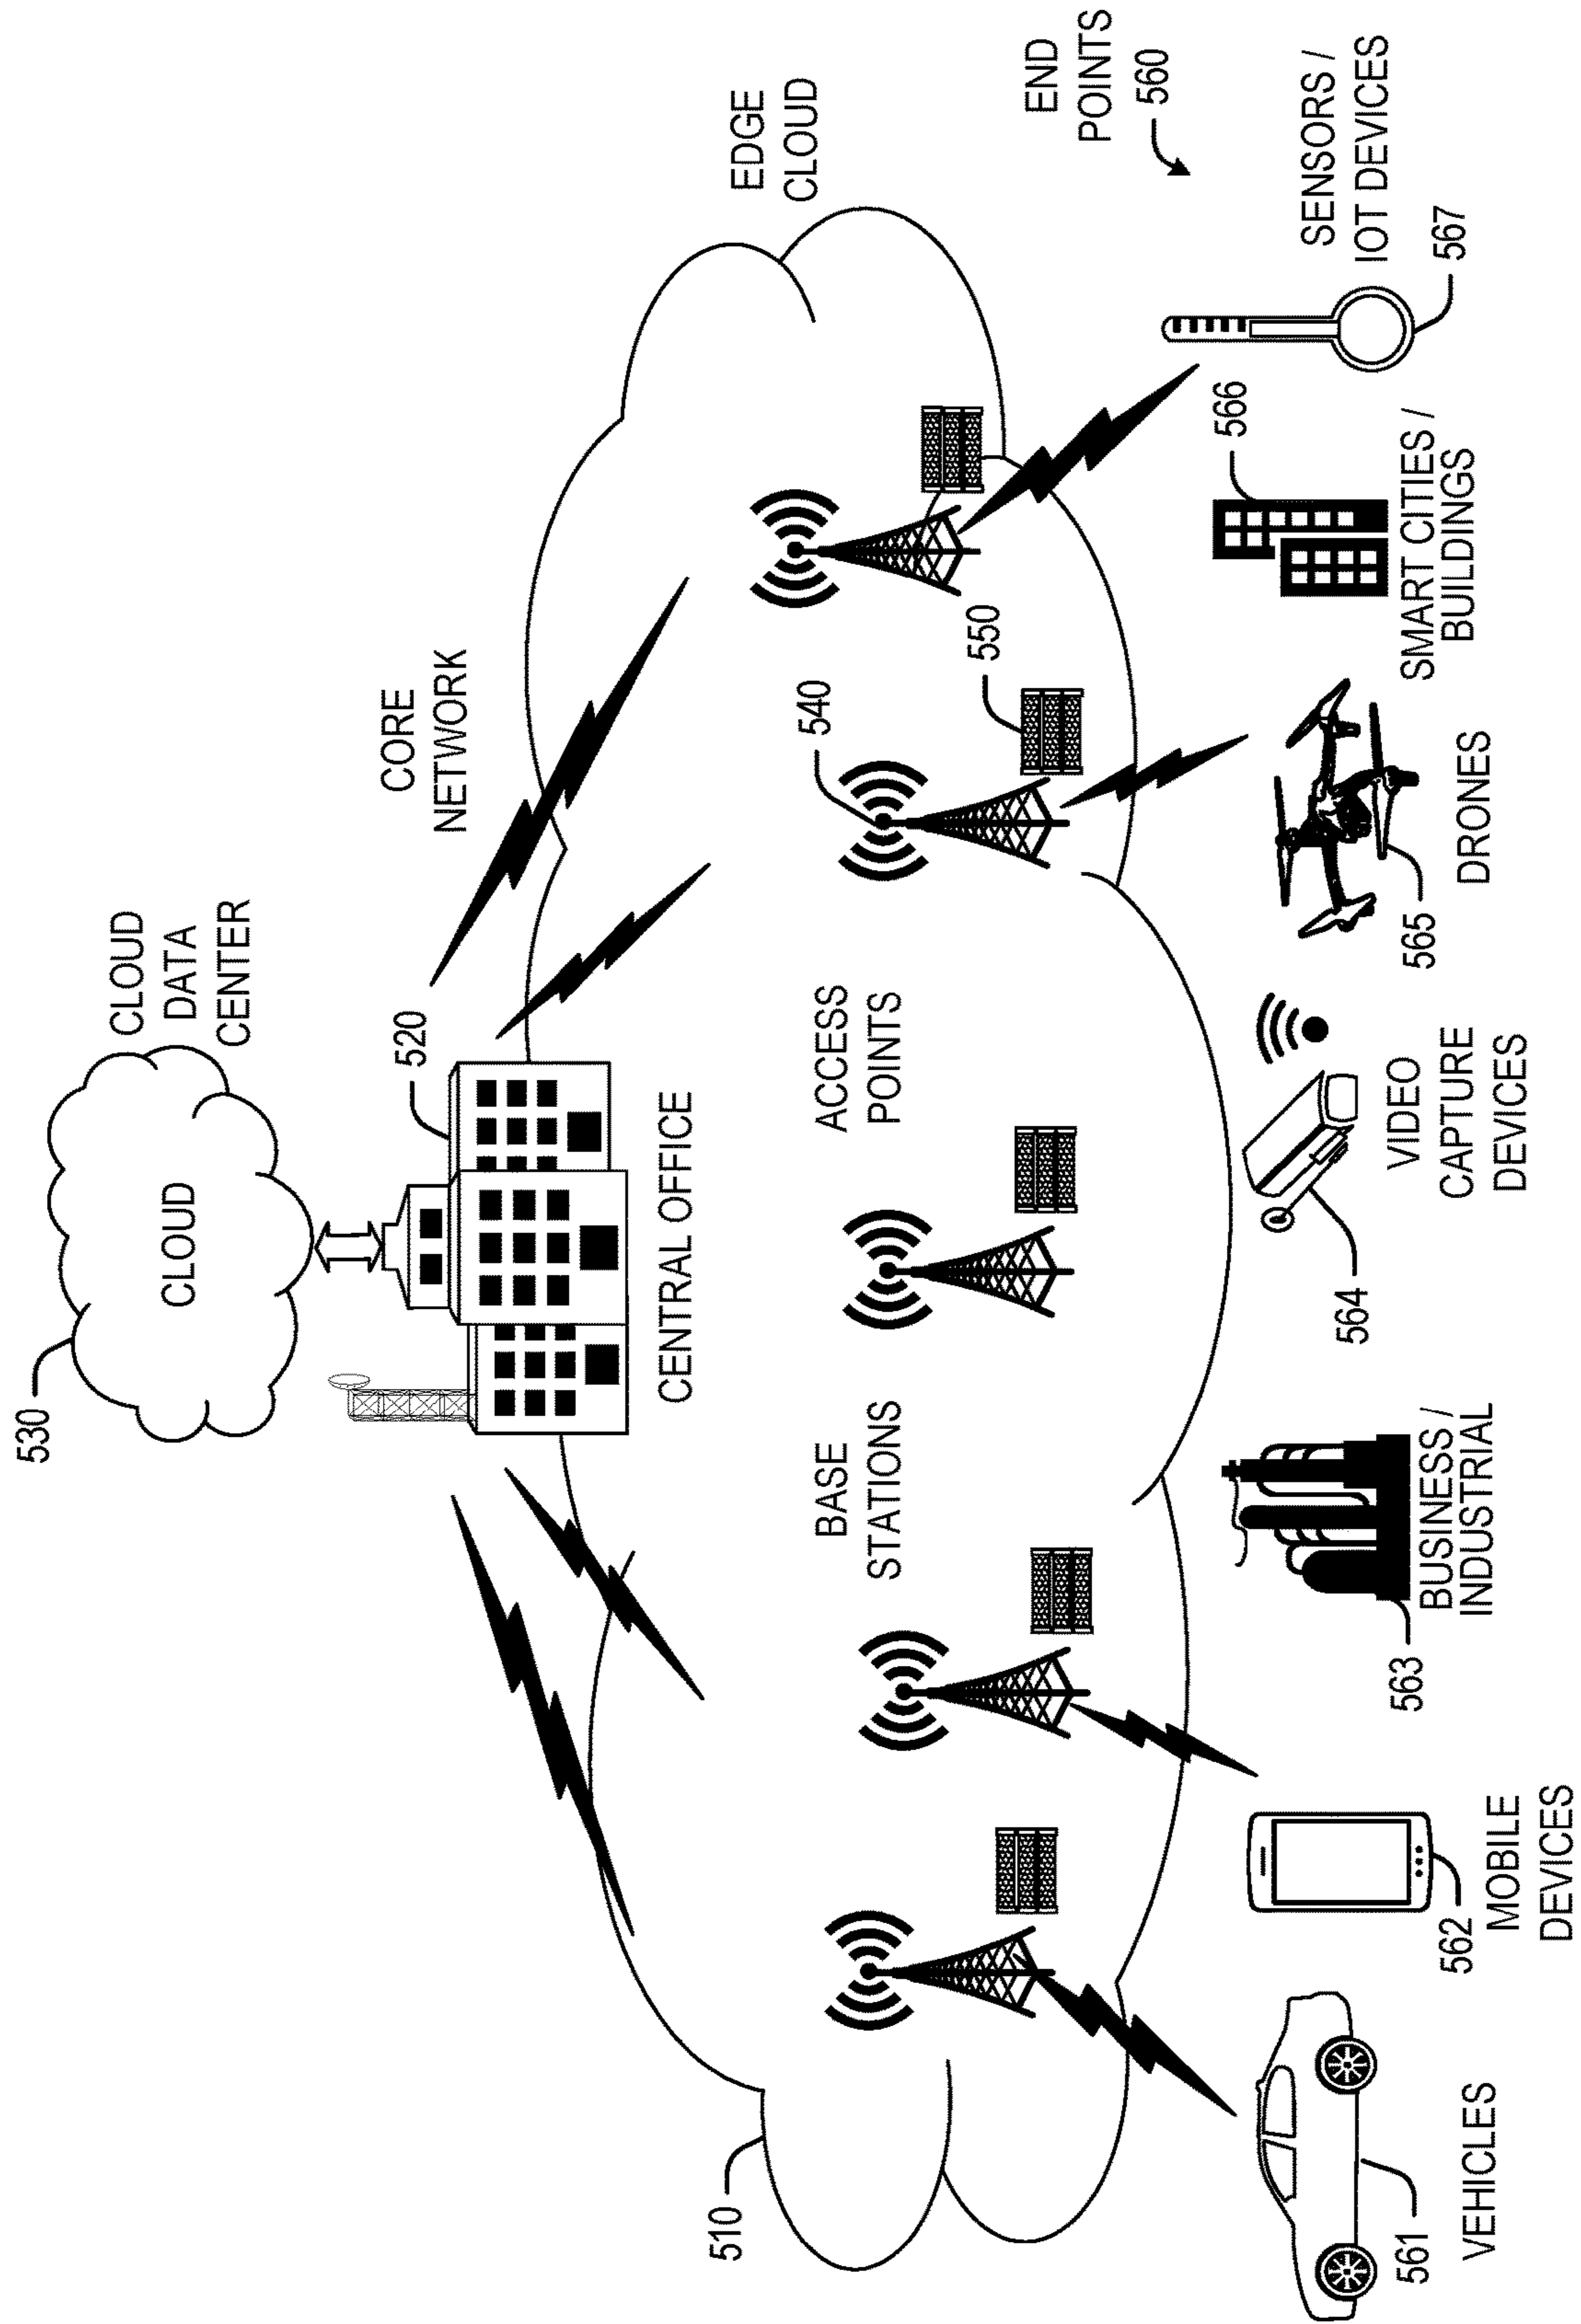 530
CLOUD
CLOUD
DATA
CENTER
520
CENTRAL OFFICE
CORE
NETWORK
EDGE
CLOUD
510
BASE
STATIONS
ACCESS
POINTS
540
550
END
POINTS
560
561
VEHICLES
562
MOBILE
DEVICES
563
BUSINESS /
INDUSTRIAL
564
VIDEO
CAPTURE
DEVICES
565
DRONES
566
SMART CITIES /
BUILDINGS
SENSORS /
IOT DEVICES
567